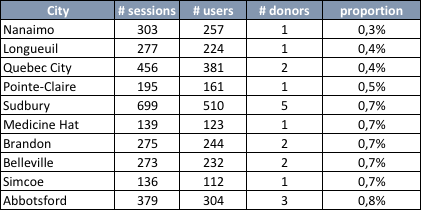 City # sessions # users # donors proportion
Nanaimo 303 257 1 0,3%
Longueuil 277 224 1 0,4%
Quebec City 456 381 2 0,4%
Pointe-Claire 195 161 1 0,5%
Sudbury 699 510 5 0,7%
Medicine Hat 139 123 1 0,7%
Brandon 275 244 2 0,7%
Belleville 273 232 2 0,7%
Simcoe 136 112 1 0,7%
Abbotsford 379 304 3 0,8%